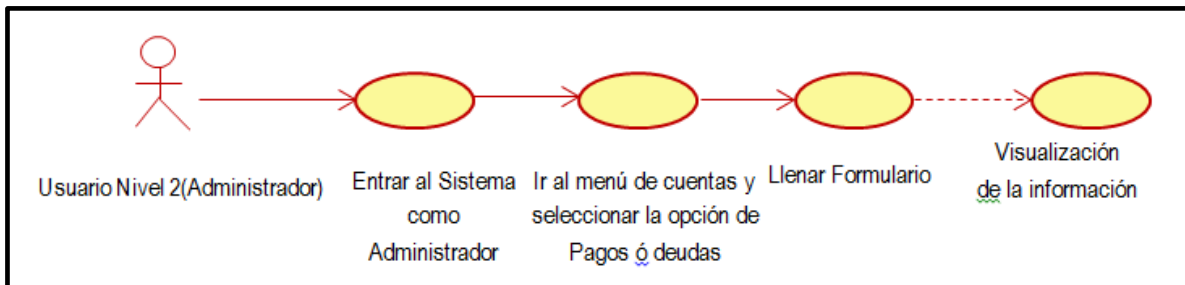 Usuario Nivel 2(Administrador)
Entrar al Sistema
como
Administrador
Ir al menú de cuentas y
seleccionar la opción de
Pagos ó deudas
Llenar Formulario
Visualización
de la información